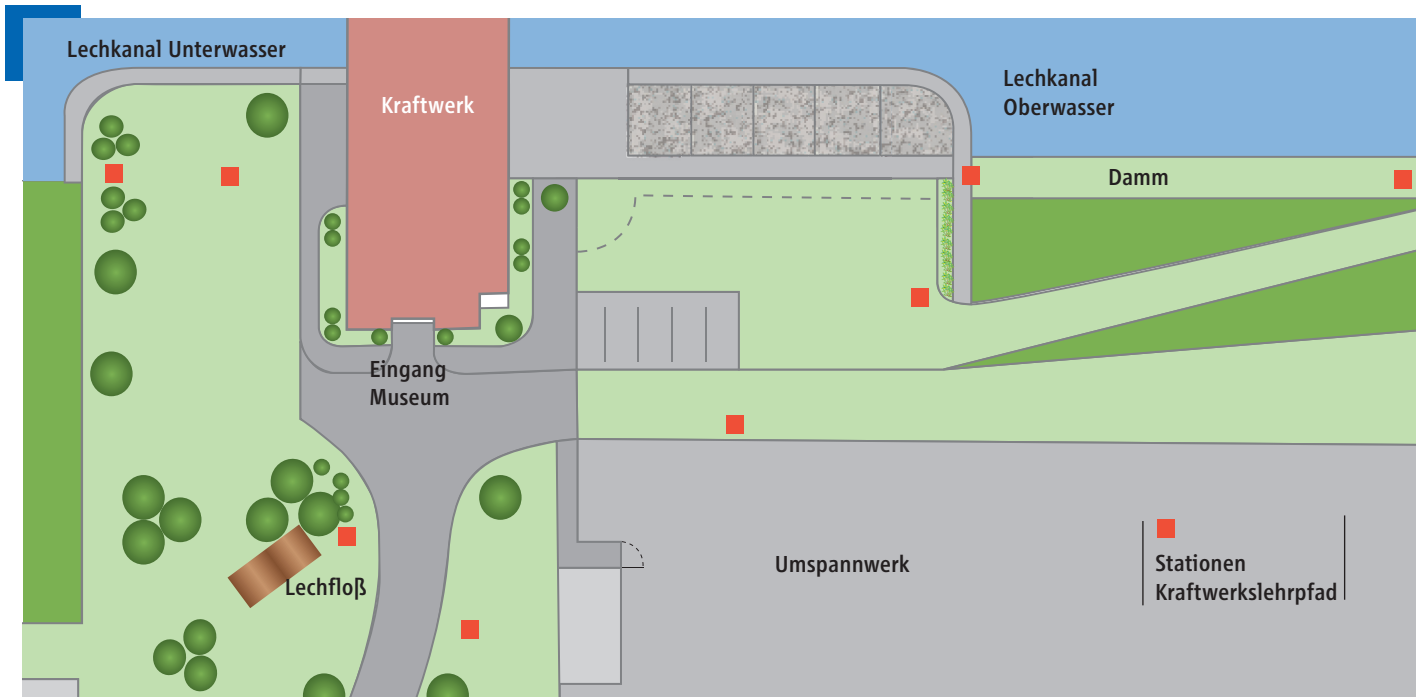 Lechkanal Unterwasser
Kraftwerk
Lechkanal
Oberwasser
Damm
Eingang
Museum
Lechfloß
Umspannwerk
Stationen
Kraftwerkslehrpfad